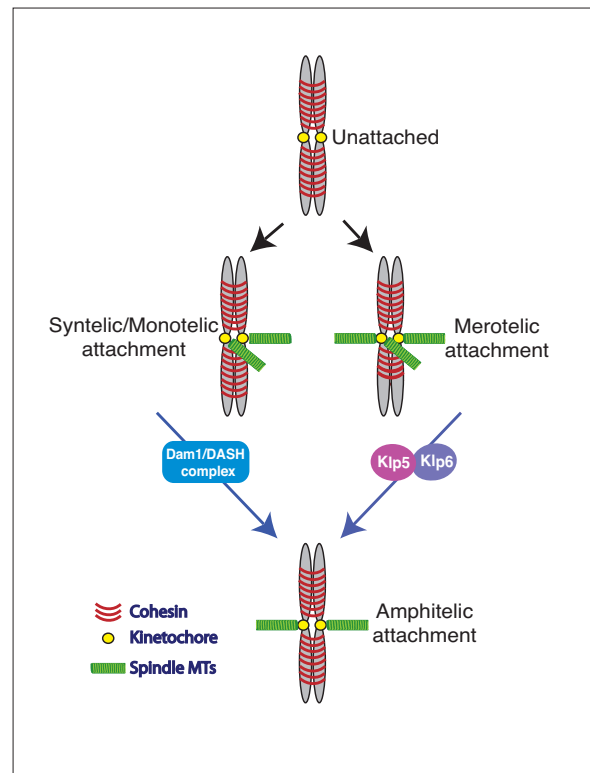 Unattached
Syntelic/Monotelic
attachment
Merotelic
attachment
Dam1/DASH
complex
Klp5
Klp6
Amphitelic
attachment
Cohesin
Kinetochore
Spindle MTs